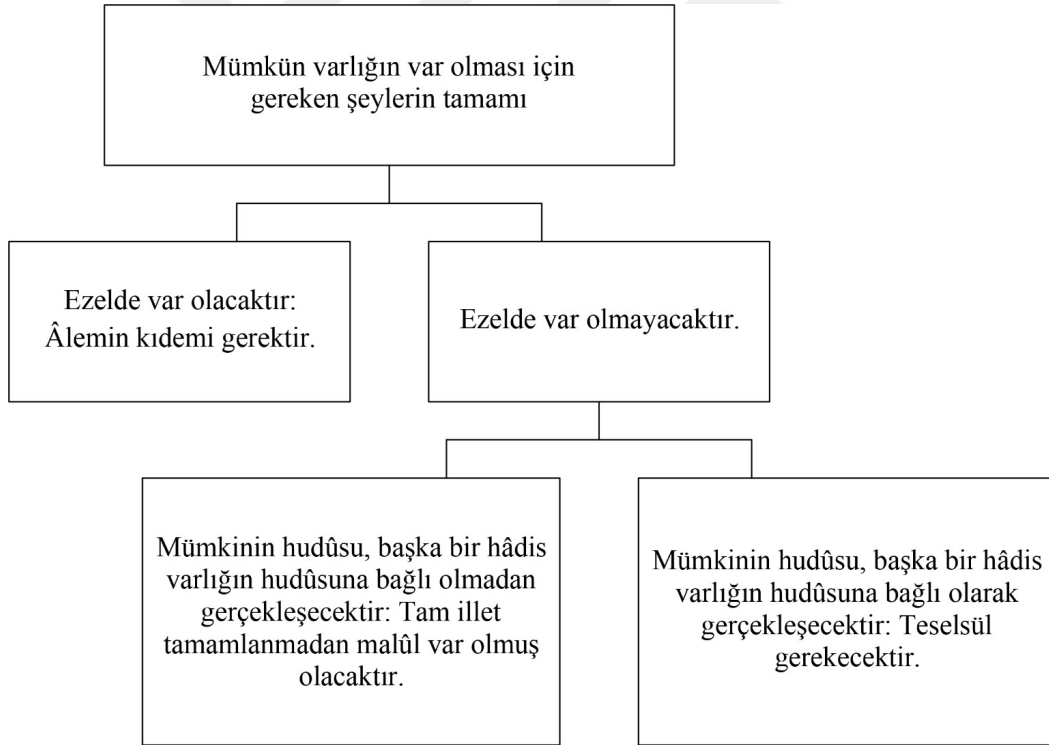 Mümkün varlığın var olması için
gereken şeylerin tamamı
Ezelde var olacaktır:
Âlemin kıdemi gerektir.
Ezelde var olmayacaktır.
Mümkinin hudûsu, başka bir hâdis
varlığın hudûsuna bağlı olmadan
gerçekleşecektir: Tam illet
tamamlanmadan malûl var olmuş
olacaktır.
Mümkinin hudûsu, başka bir hâdis
varlığın hudûsuna bağlı olarak
gerçekleşecektir: Teselsül
gerekecektir.